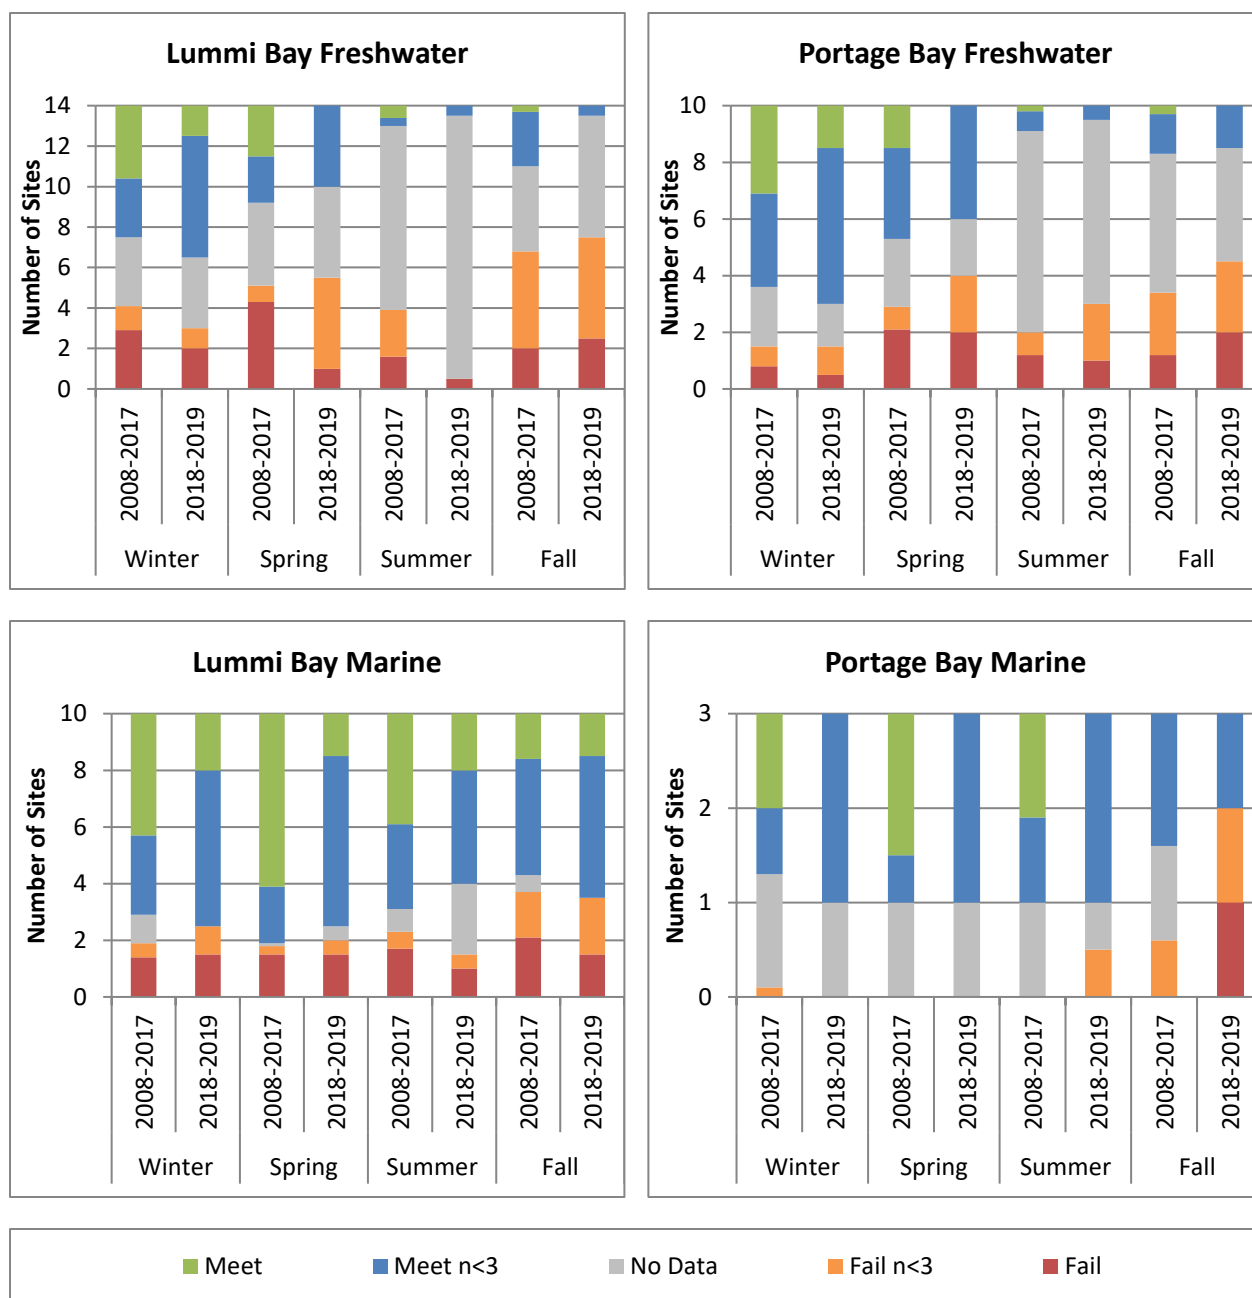 Lummi Bay Freshwater
Number of Sites
14
12
10
8
6
4
2
0
2008-2017
2018-2019
2008-2017
2018-2019
2008-2017
2018-2019
2008-2017
2018-2019
Winter
Spring
Summer
Fall
Portage Bay Freshwater
Number of Sites
10
8
6
4
2
0
2008-2017
2018-2019
2008-2017
2018-2019
2008-2017
2018-2019
2008-2017
2018-2019
Winter
Spring
Summer
Fall
Lummi Bay Marine
Number of Sites
10
8
6
4
2
0
2008-2017
2018-2019
2008-2017
2018-2019
2008-2017
2018-2019
2008-2017
2018-2019
Winter
Spring
Summer
Fall
Portage Bay Marine
Number of Sites
3
2
1
0
2008-2017
2018-2019
2008-2017
2018-2019
2008-2017
2018-2019
2008-2017
2018-2019
Winter
Spring
Summer
Fall
Meet
Meet n<3
No Data
Fail n<3
Fail